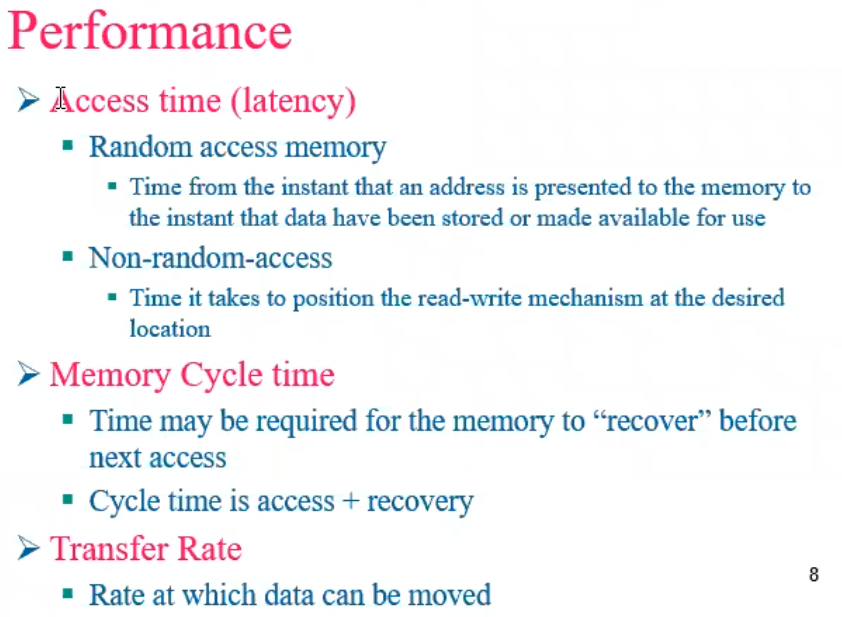 Performance
➢ Access time (latency)
▪ Random access memory
▪ Time from the instant that an address is presented to the memory to
the instant that data have been stored or made available for use
▪ Non-random-access
▪ Time it takes to position the read-write mechanism at the desired
location
➢ Memory Cycle time
▪ Time may be required for the memory to “recover” before
next access
▪ Cycle time is access + recovery
➢ Transfer Rate
▪ Rate at which data can be moved
8